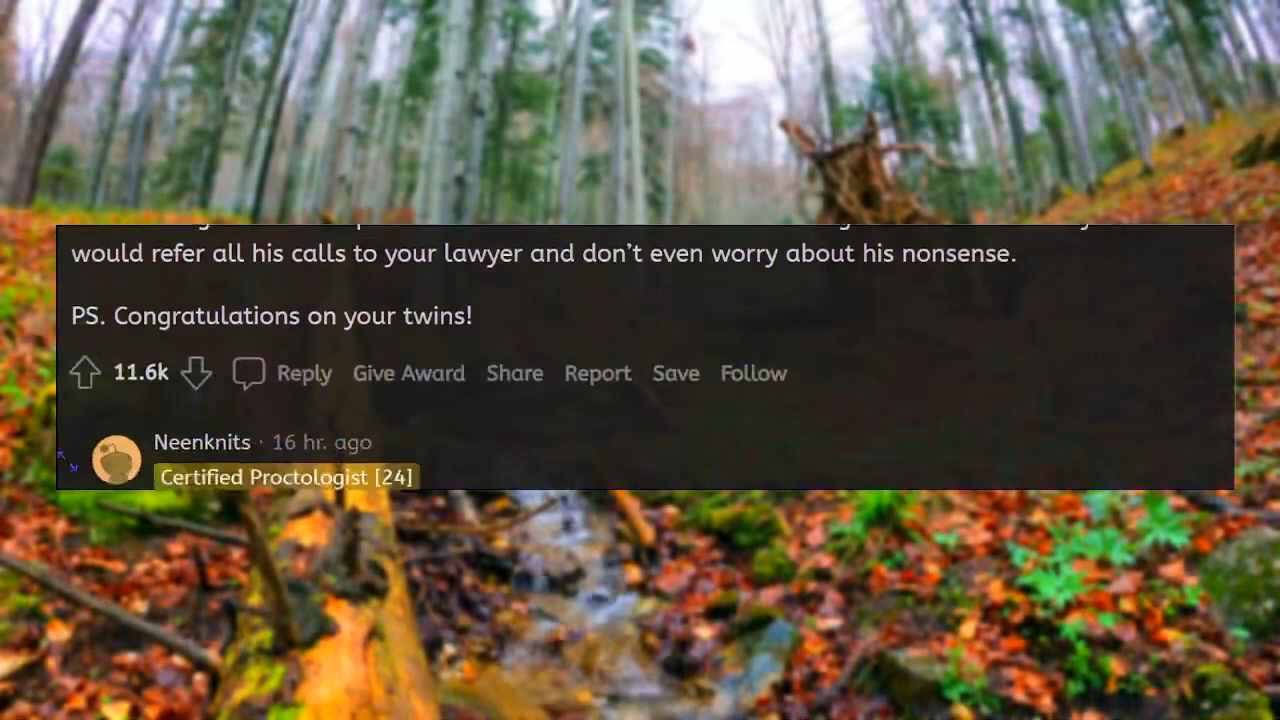 would refer all his calls to your lawyer and don’t even worry about his nonsense.
PS. Congratulations on your twins!
11.6k Reply Give Award Share Report Save Follow
Neenknits · 16 hr. ago
Certified Proctologist [24]